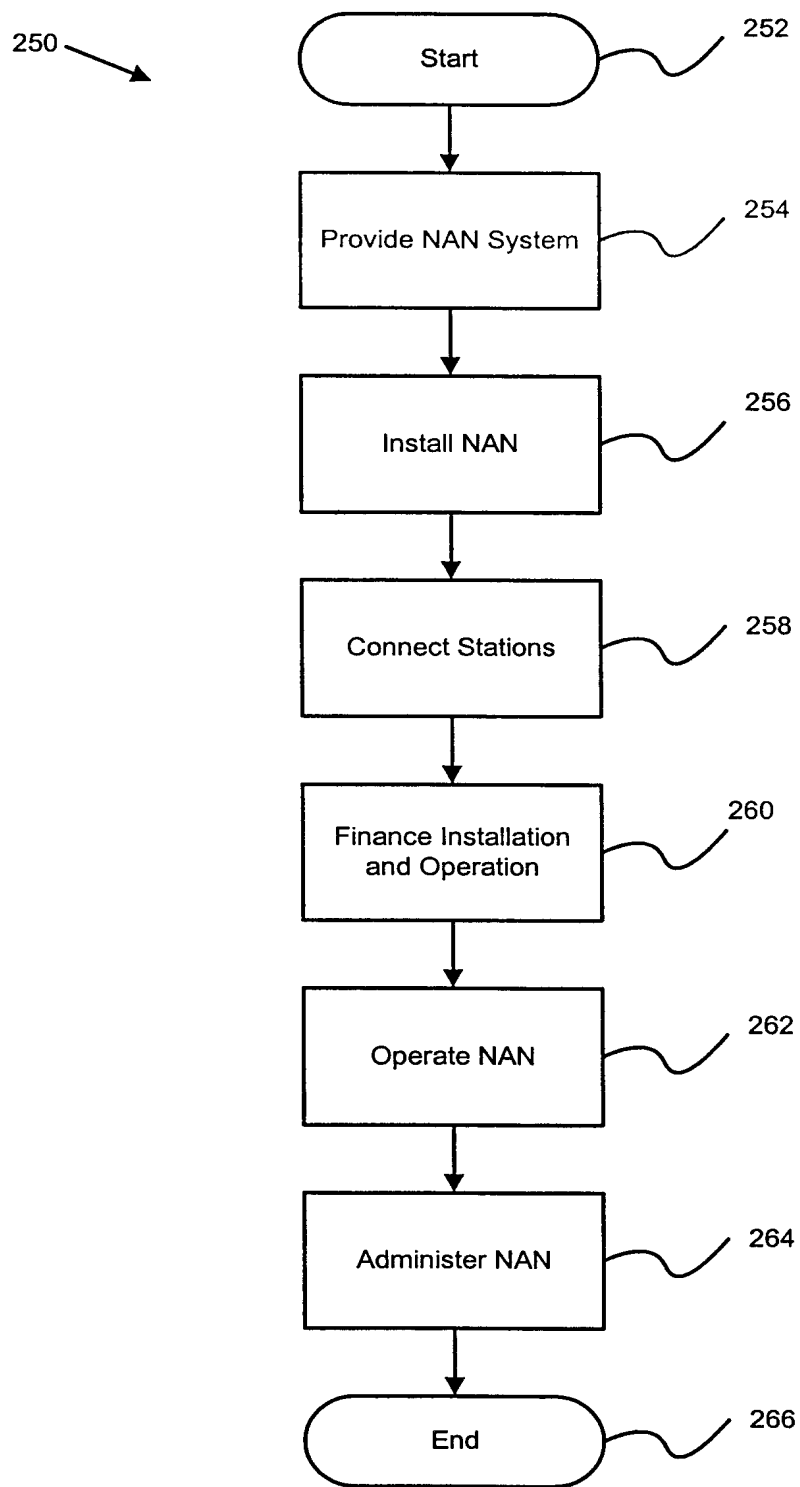 250
Start
252
Provide NAN System
254
Install NAN
256
Connect Stations
258
Finance Installation
and Operation
260
Operate NAN
262
Administer NAN
264
End
266